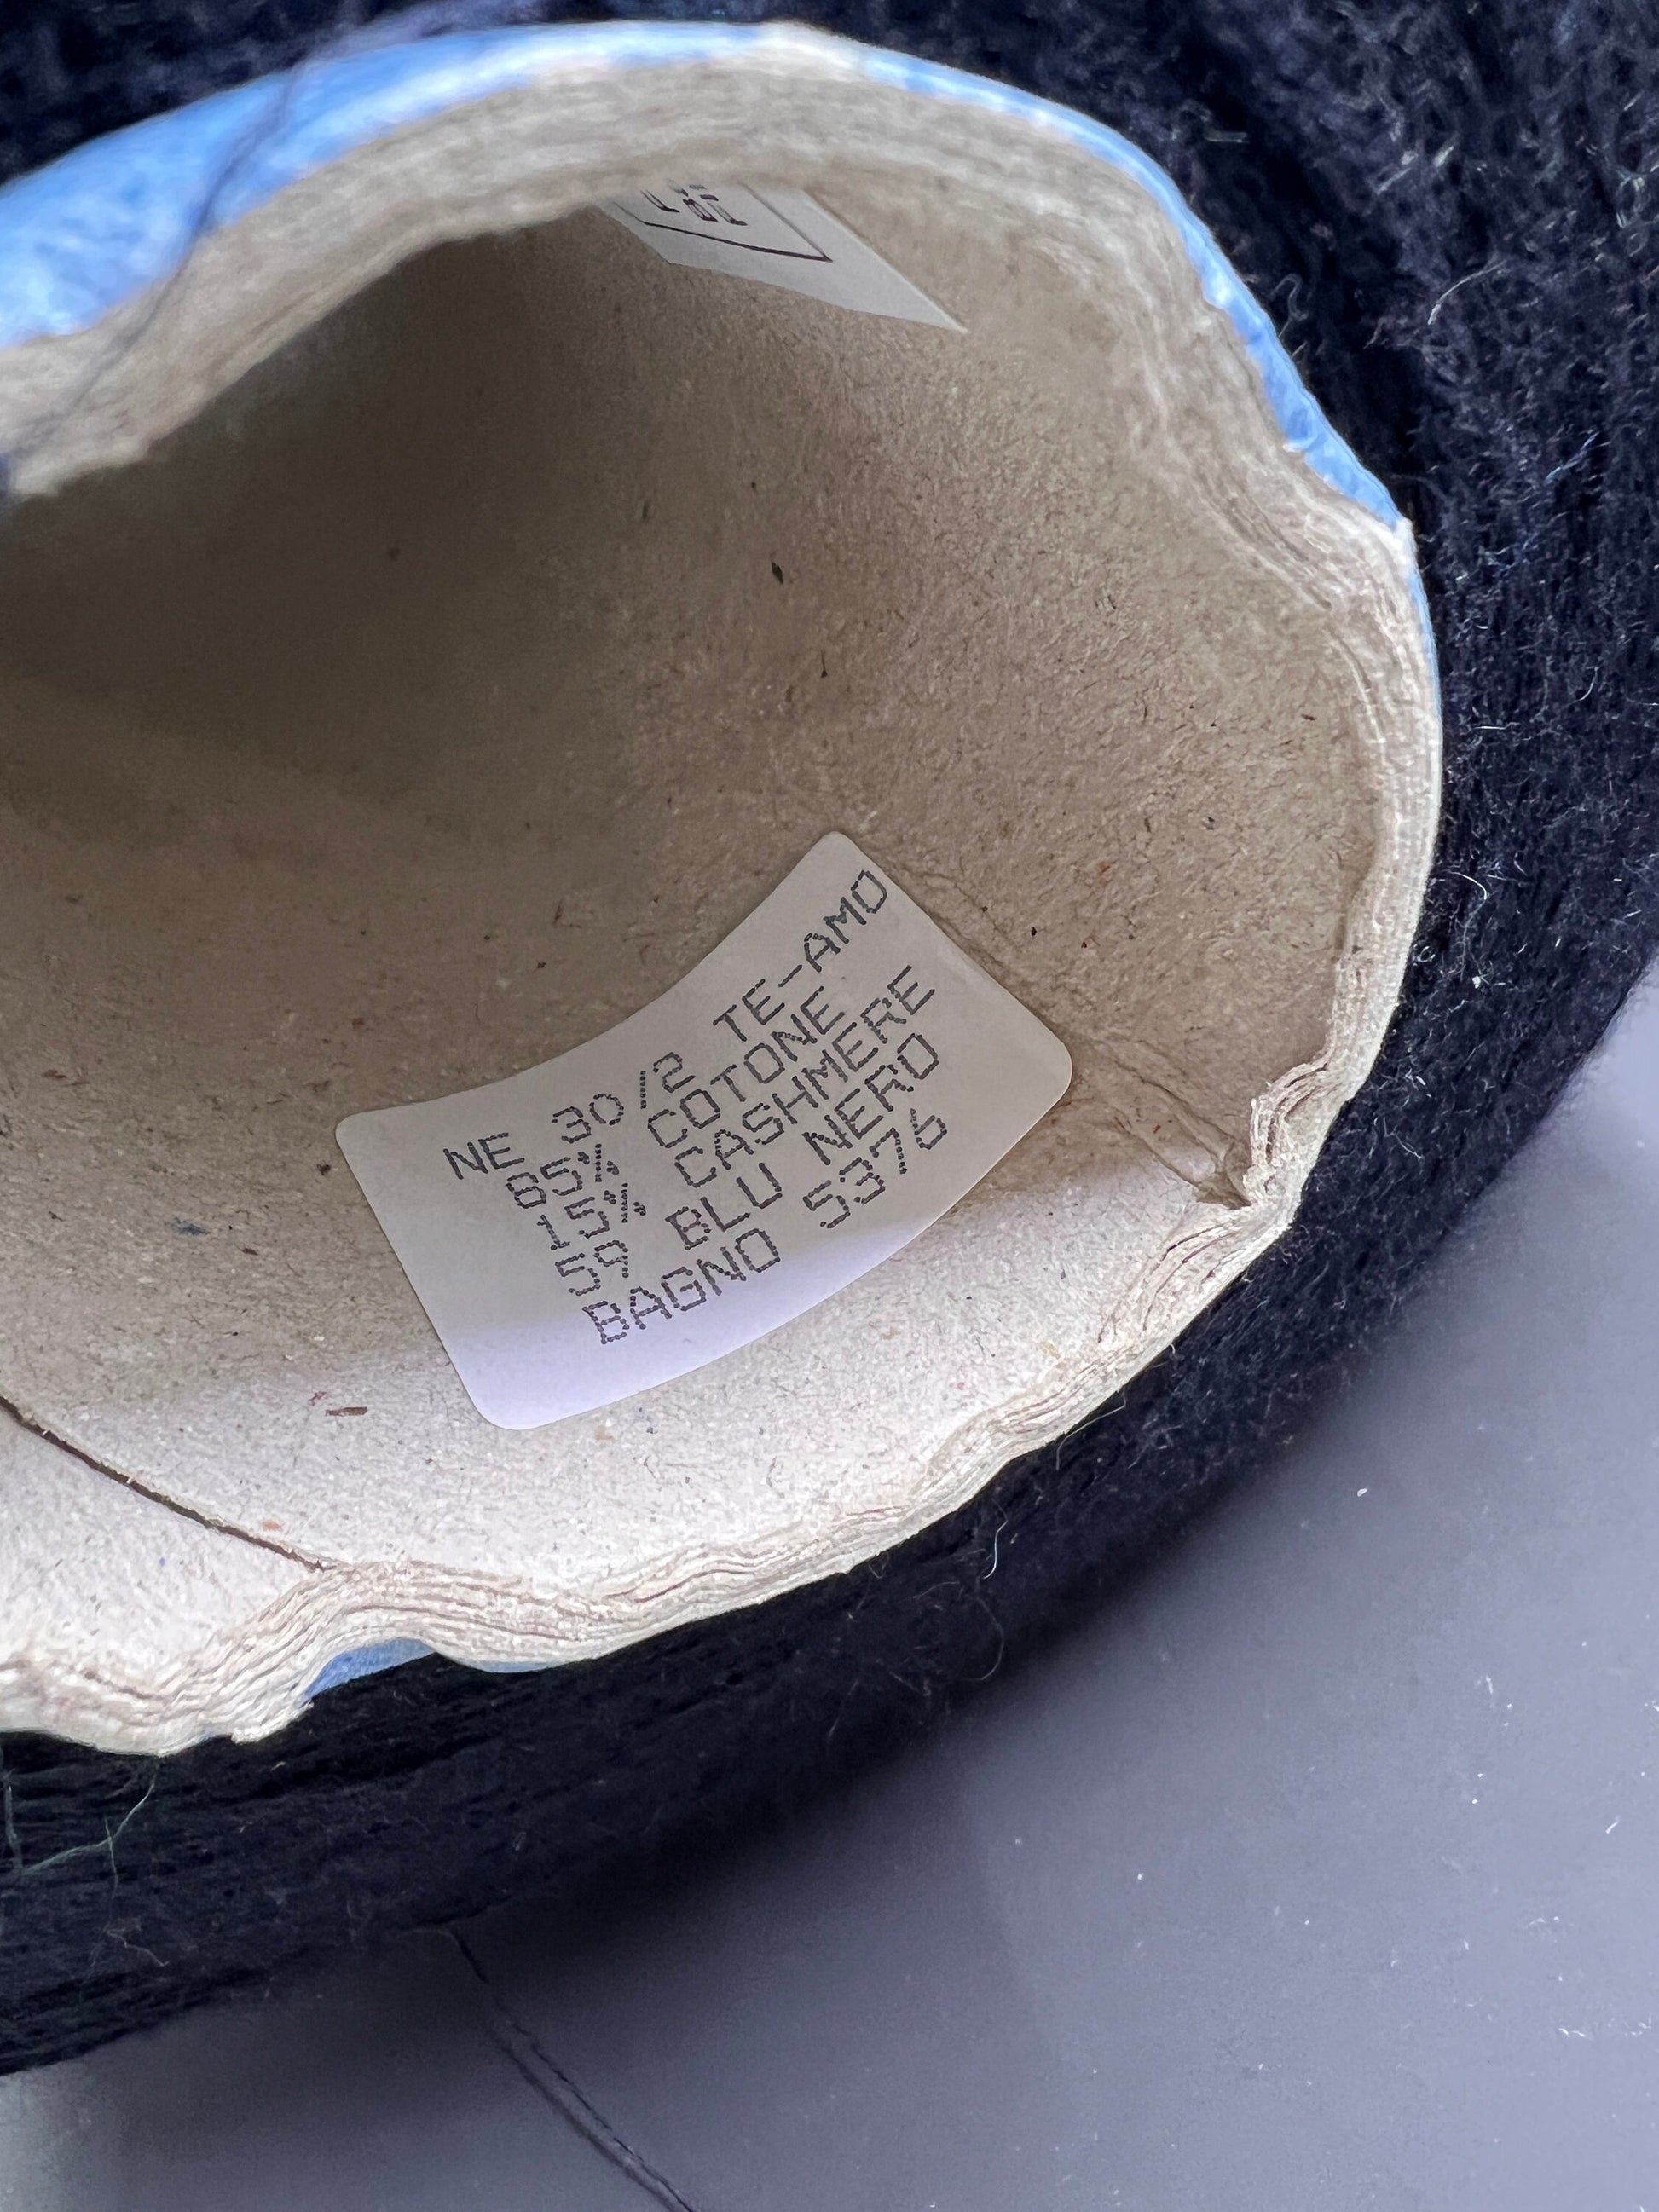 NE 30/2 TE-AMO
85% COTONE
15% CASHMERE
59 BLU NERO
BAGNO 5376